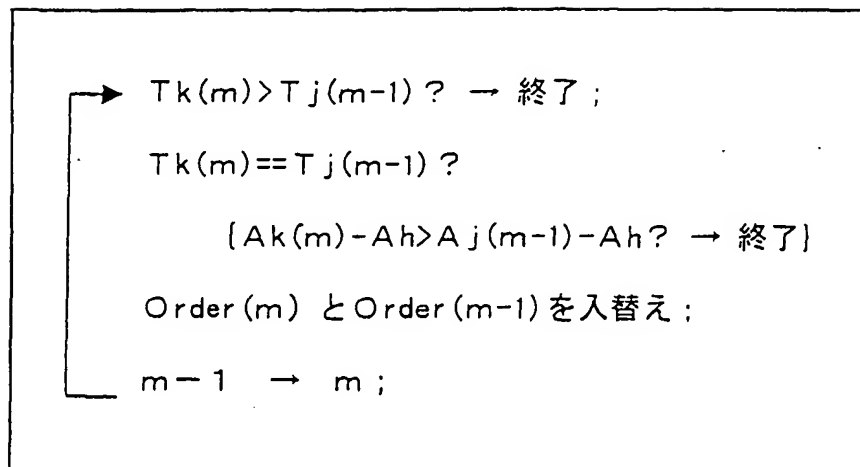 Tk(m)>Tj(m-1)? → 終了;
Tk(m)==Tj(m-1)?
{Ak(m)-Ah>Aj(m-1)-Ah? → 終了}
Order(m)とOrder(m-1)を入替え;
m-1 → m;